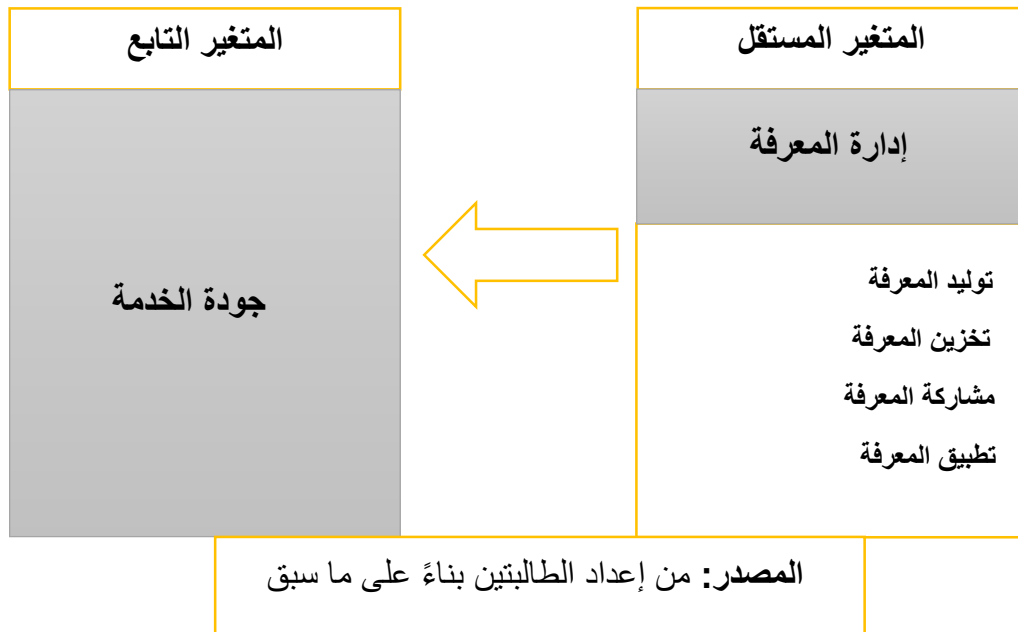 المتغير المستقل
إدارة المعرفة
توليد المعرفة
تخزين المعرفة
مشاركة المعرفة
تطبيق المعرفة
المتغير التابع
جودة الخدمة
المصدر: من إعداد الطالبتين بناءً على ما سبق